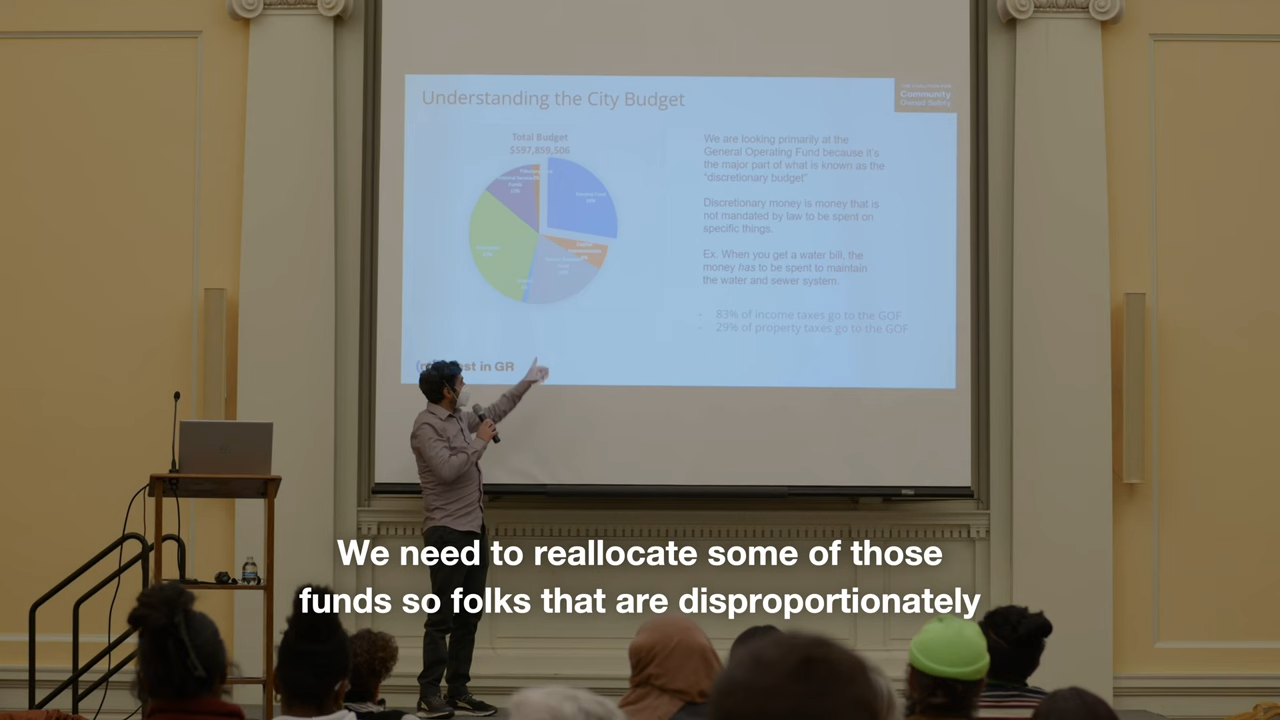 Understanding the City Budget
Community
Owned Safety
Total Budget
$597,859,506
We are looking primarily at the
General Operating Fund because it's
the major part of what is known as the
"discretionary budget"
Discretionary money is money that is
not mandated by law to be spent on
specific things.
Ex. When you get a water bill, the
money has to be spent to maintain
the water and sewer system.
- 83% of income taxes go to the GOF
- 29% of property taxes go to the GOF
in GR
We need to reallocate some of those
funds so folks that are disproportionately